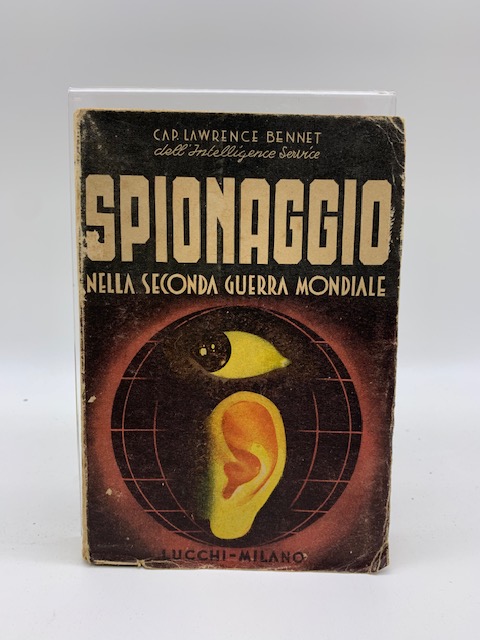 CAP. LAWRENCE BENNET
dell'Intelligence Service
SPIONAGGIO
NELLA SECONDA GUERRA MONDIALE
LUCCHI-MILANO